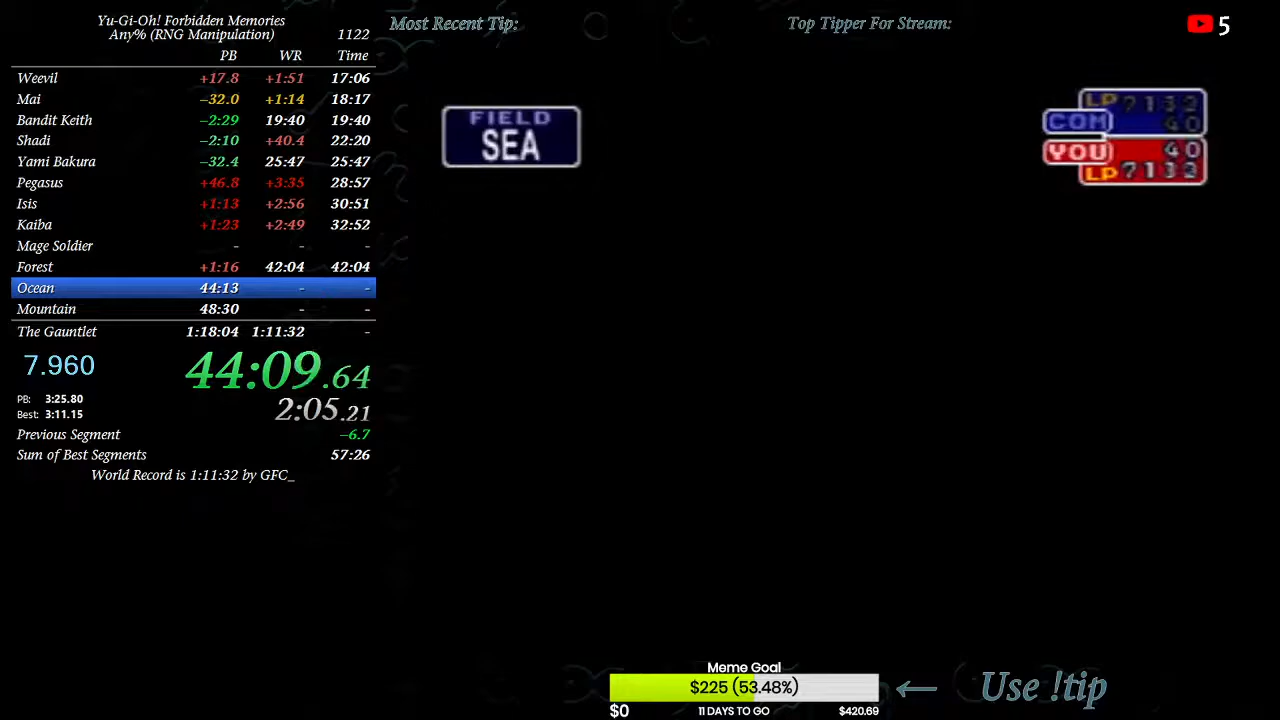 Yu-Gi-Oh! Forbidden Memories
Any% (RNG Manipulation) 1122
PB WR Time
Weevil +17.8 +1:51 17:06
Mai −32.0 +1:14 18:17
Bandit Keith −2:29 19:40 19:40
Shadi −2:10 +40.4 22:20
Yami Bakura −32.4 25:47 25:47
Pegasus +46.8 +3:35 28:57
Isis +1:13 +2:56 30:51
Kaiba +1:23 +2:49 32:52
Mage Soldier - - -
Forest +1:16 42:04 42:04
Ocean 44:13 - -
Mountain 48:30 - -
The Gauntlet 1:18:04 1:11:32 -
7.960 44:09.64
PB: 3:25.80
Best: 3:11.15
2:05.21
Previous Segment −6.7
Sum of Best Segments 57:26
World Record is 1:11:32 by GFC_
Most Recent Tip:
Top Tipper For Stream:
5
FIELD
SEA
LP 7132
COM 40
YOU 40
LP 7132
Meme Goal
$225 (53.48%)
$0 11 DAYS TO GO $420.69
← Use !tip